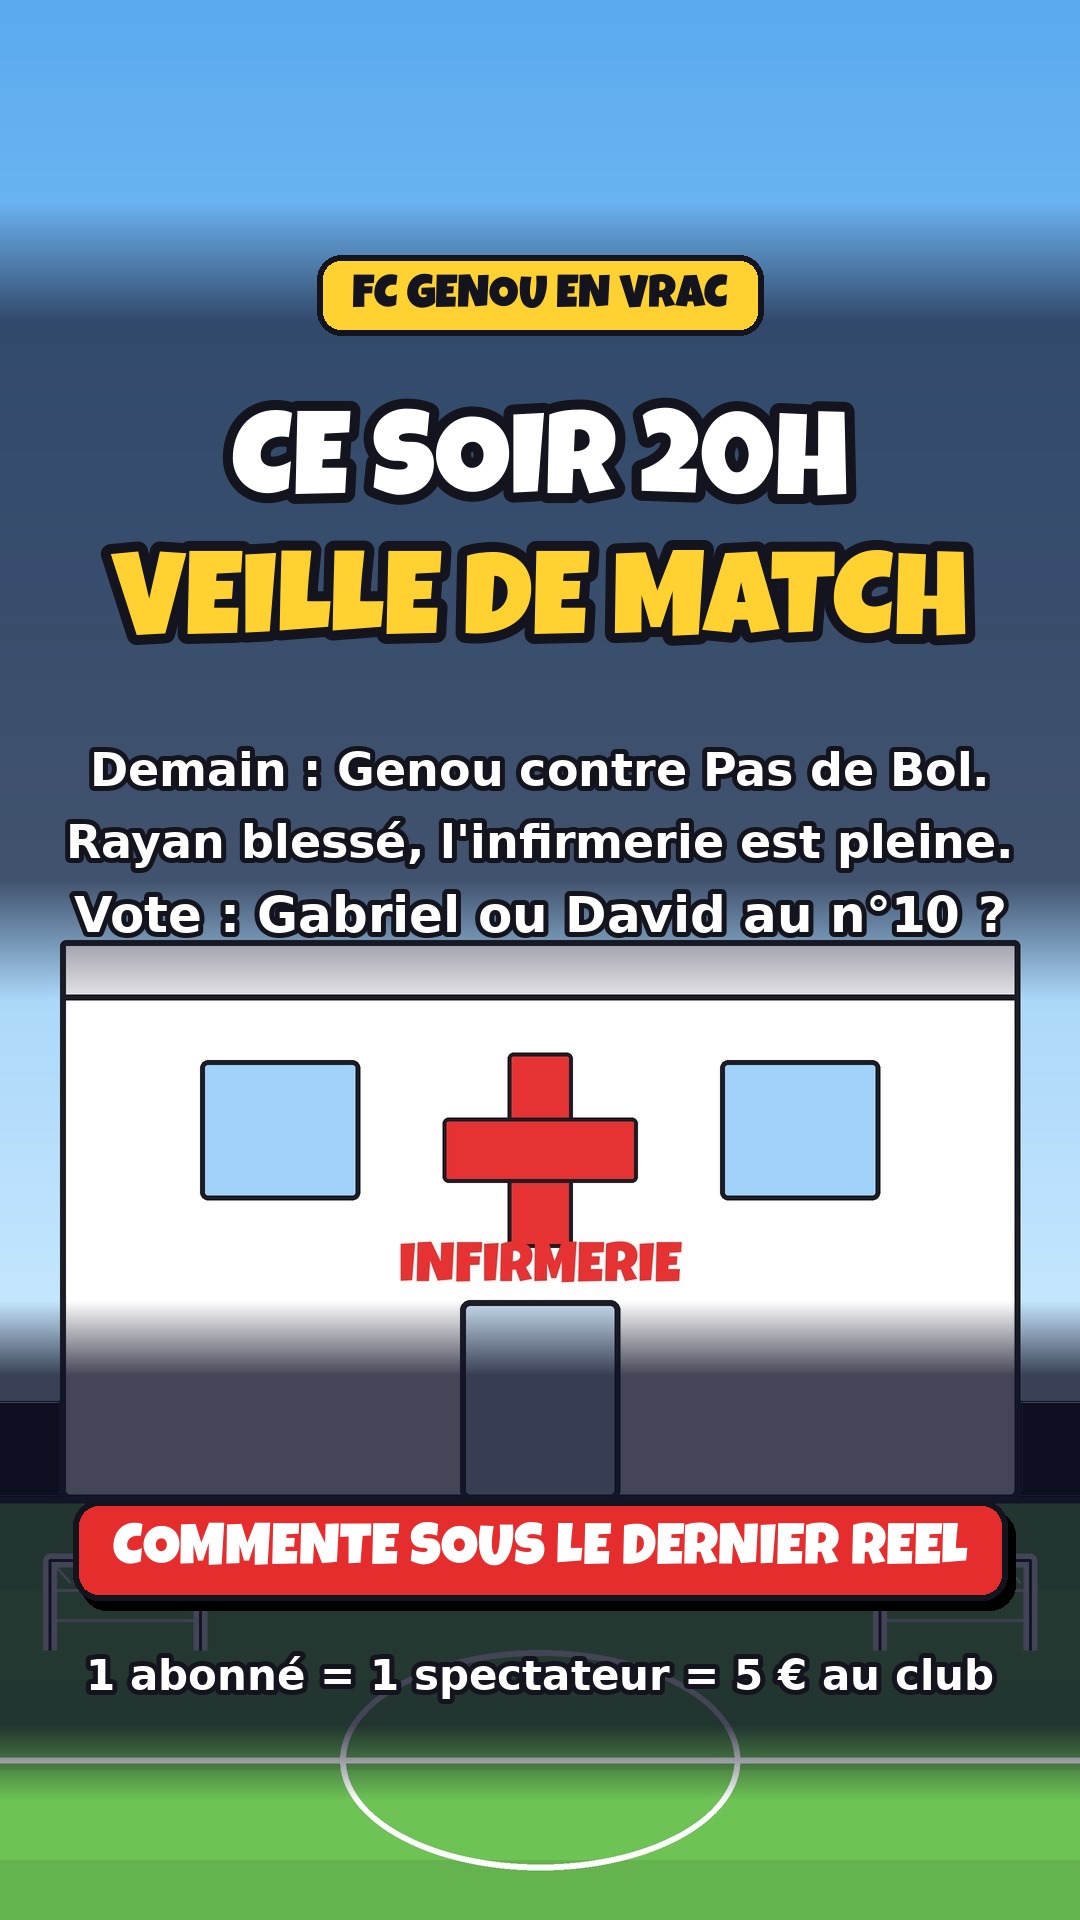 FC GENOU EN VRAC
CE SOIR 20H
VEILLE DE MATCH
Demain : Genou contre Pas de Bol.
Rayan blessé, l'infirmerie est pleine.
Vote : Gabriel ou David au n°10 ?
INFIRMERIE
COMMENTE SOUS LE DERNIER REEL
1 abonné = 1 spectateur = 5 € au club